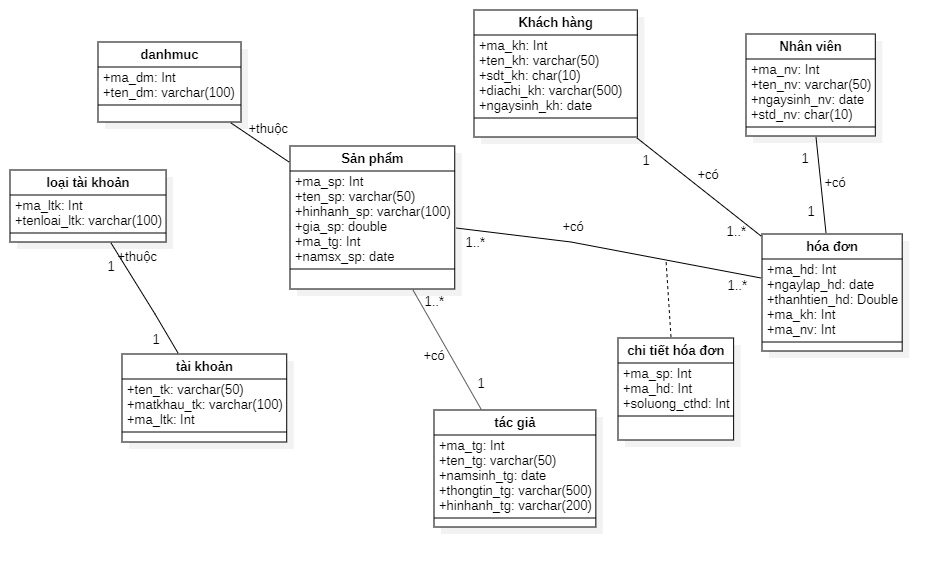 danhmuc
+ma_dm: Int
+ten_dm: varchar(100)
+thuộc
Khách hàng
+ma_kh: Int
+ten_kh: varchar(50)
+sdt_kh: char(10)
+diachi_kh: varchar(500)
+ngaysinh_kh: date
Nhân viên
+ma_nv: Int
+ten_nv: varchar(50)
+ngaysinh_nv: date
+std_nv: char(10)
1
+có
1..*
1
+có
1
loại tài khoản
+ma_ltk: Int
+tenloai_ltk: varchar(100)
+thuộc
1
1
Sản phẩm
+ma_sp: Int
+ten_sp: varchar(50)
+hinhanh_sp: varchar(100)
+gia_sp: double
+ma_tg: Int
+namsx_sp: date
1..*
+có
1..*
hóa đơn
+ma_hd: Int
+ngaylap_hd: date
+thanhtien_hd: Double
+ma_kh: Int
+ma_nv: Int
1..*
+có
1
tài khoản
+ten_tk: varchar(50)
+matkhau_tk: varchar(100)
+ma_ltk: Int
chi tiết hóa đơn
+ma_sp: Int
+ma_hd: Int
+soluong_cthd: Int
tác giả
+ma_tg: Int
+ten_tg: varchar(50)
+namsinh_tg: date
+thongtin_tg: varchar(500)
+hinhanh_tg: varchar(200)